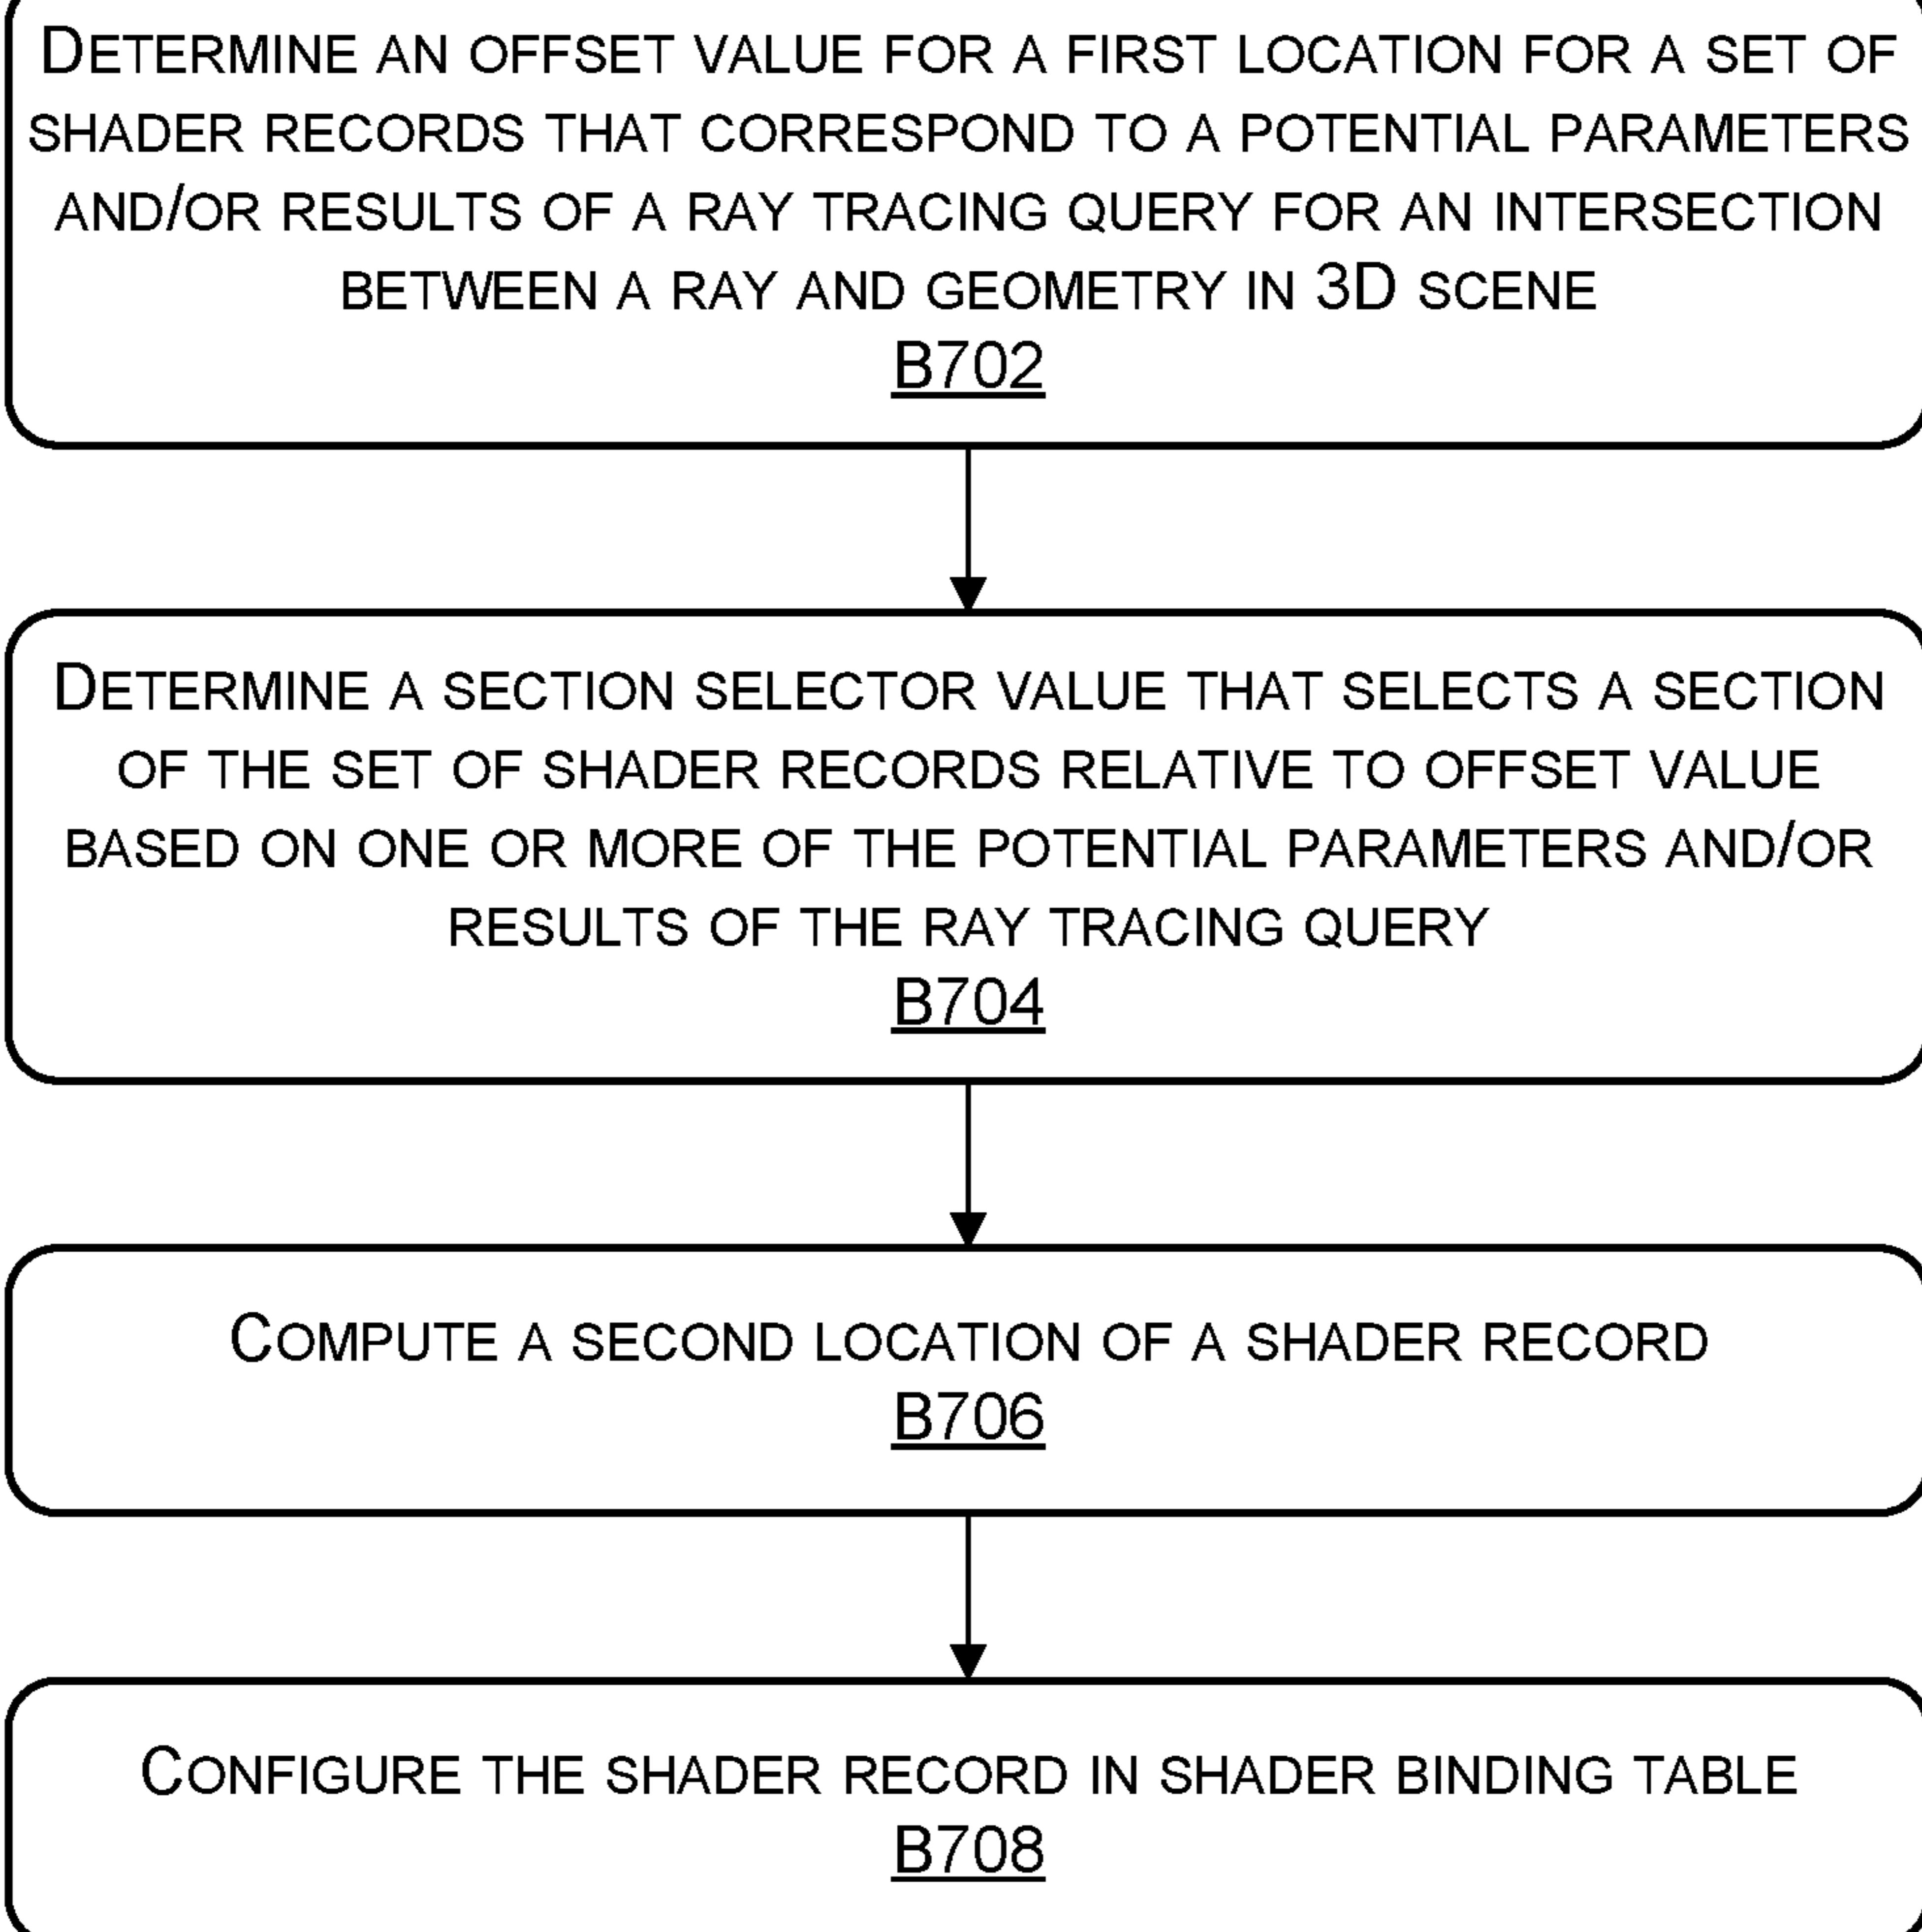 DETERMINE AN OFFSET VALUE FOR A FIRST LOCATION FOR A SET OF
SHADER RECORDS THAT CORRESPOND TO A POTENTIAL PARAMETERS
AND/OR RESULTS OF A RAY TRACING QUERY FOR AN INTERSECTION
BETWEEN A RAY AND GEOMETRY IN 3D SCENE
B702
DETERMINE A SECTION SELECTOR VALUE THAT SELECTS A SECTION
OF THE SET OF SHADER RECORDS RELATIVE TO OFFSET VALUE
BASED ON ONE OR MORE OF THE POTENTIAL PARAMETERS AND/OR
RESULTS OF THE RAY TRACING QUERY
B704
COMPUTE A SECOND LOCATION OF A SHADER RECORD
B706
CONFIGURE THE SHADER RECORD IN SHADER BINDING TABLE
B708